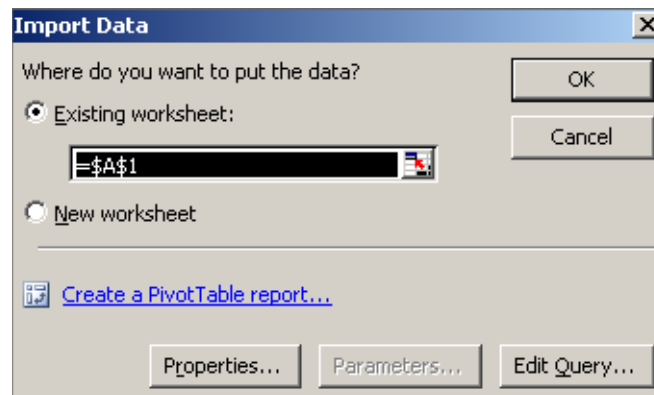 Import Data
Where do you want to put the data?
OK
Existing worksheet:
Cancel
=$A$1
New worksheet
Create a PivotTable report...
Properties...
Parameters...
Edit Query...